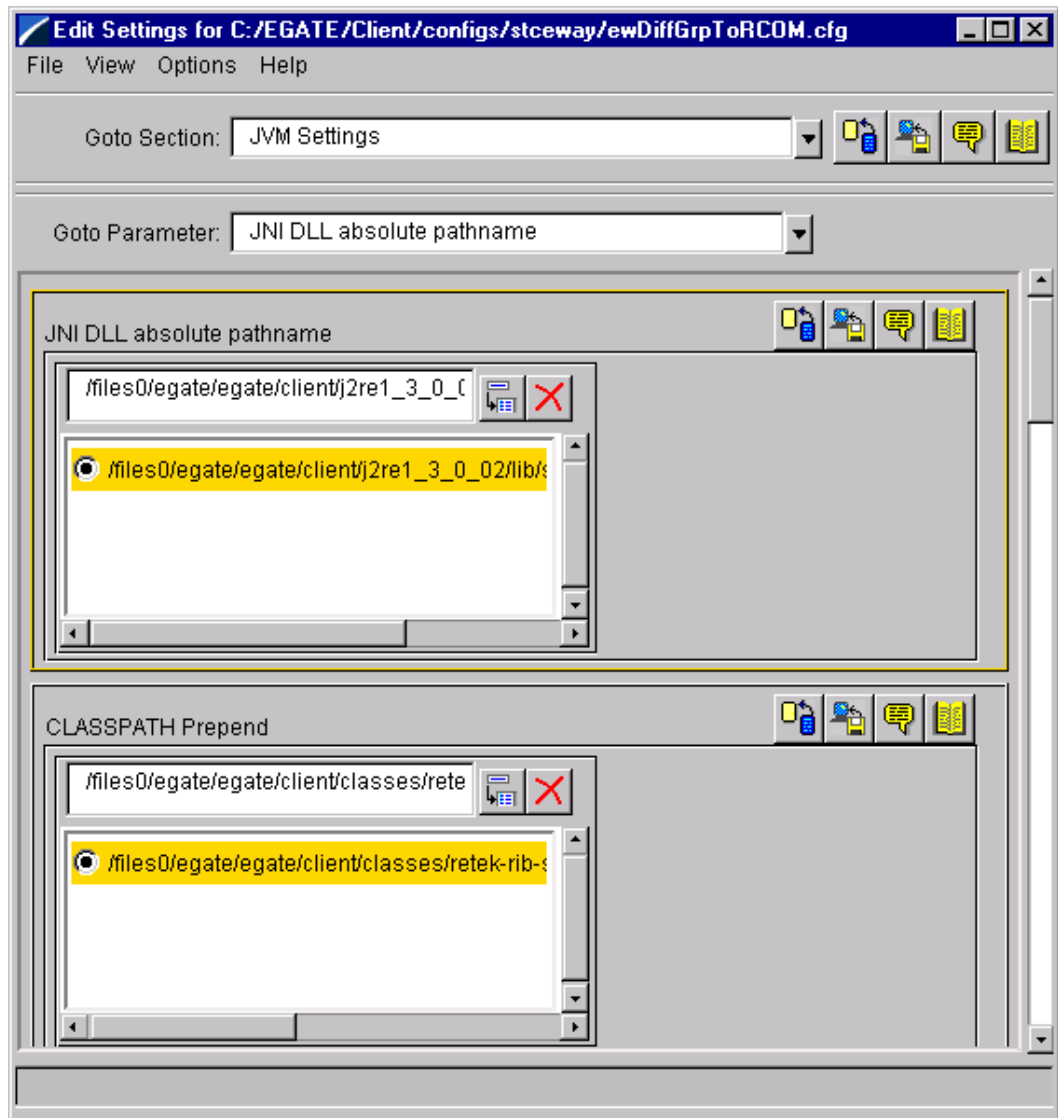 Edit Settings for C:/EGATE/Client/configs/stceway/ewDiffGrpToRCOM.cfg
File View Options Help
Goto Section: JVM Settings
Goto Parameter: JNI DLL absolute pathname
JNI DLL absolute pathname
/files0/egate/egate/client/j2re1_3_0_0
/files0/egate/egate/client/j2re1_3_0_02/lib/s
CLASSPATH Prepend
/files0/egate/egate/client/classes/rete
/files0/egate/egate/client/classes/retek-rib-s